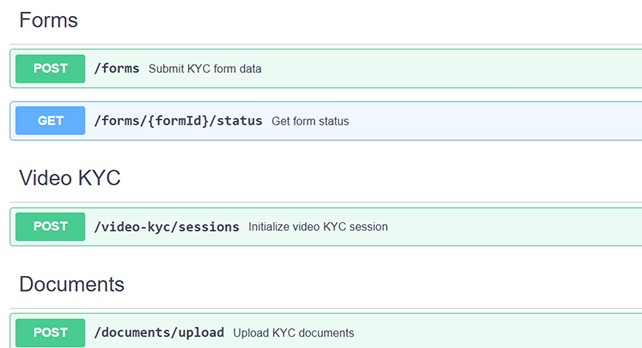 Forms
POST /forms Submit KYC form data
GET /forms/{formId}/status Get form status
Video KYC
POST /video-kyc/sessions Initialize video KYC session
Documents
POST /documents/upload Upload KYC documents